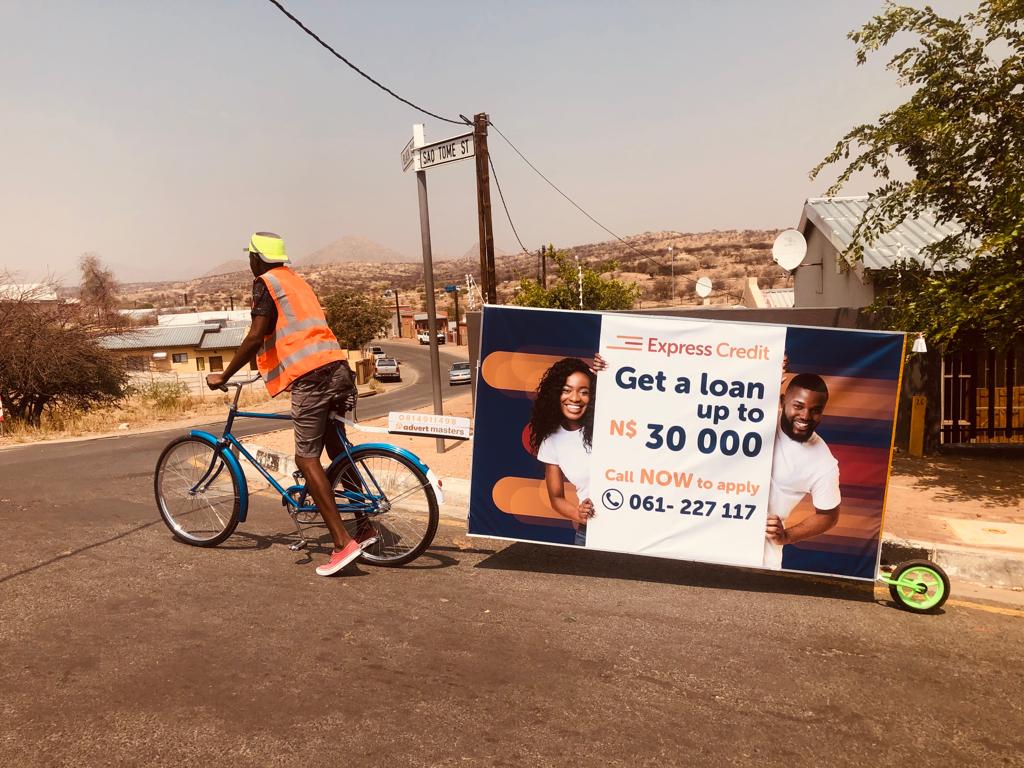 SAO TOME ST
0814911498
advert masters
Express Credit
Get a loan
up to
N$ 30 000
Call NOW to apply
061- 227 117